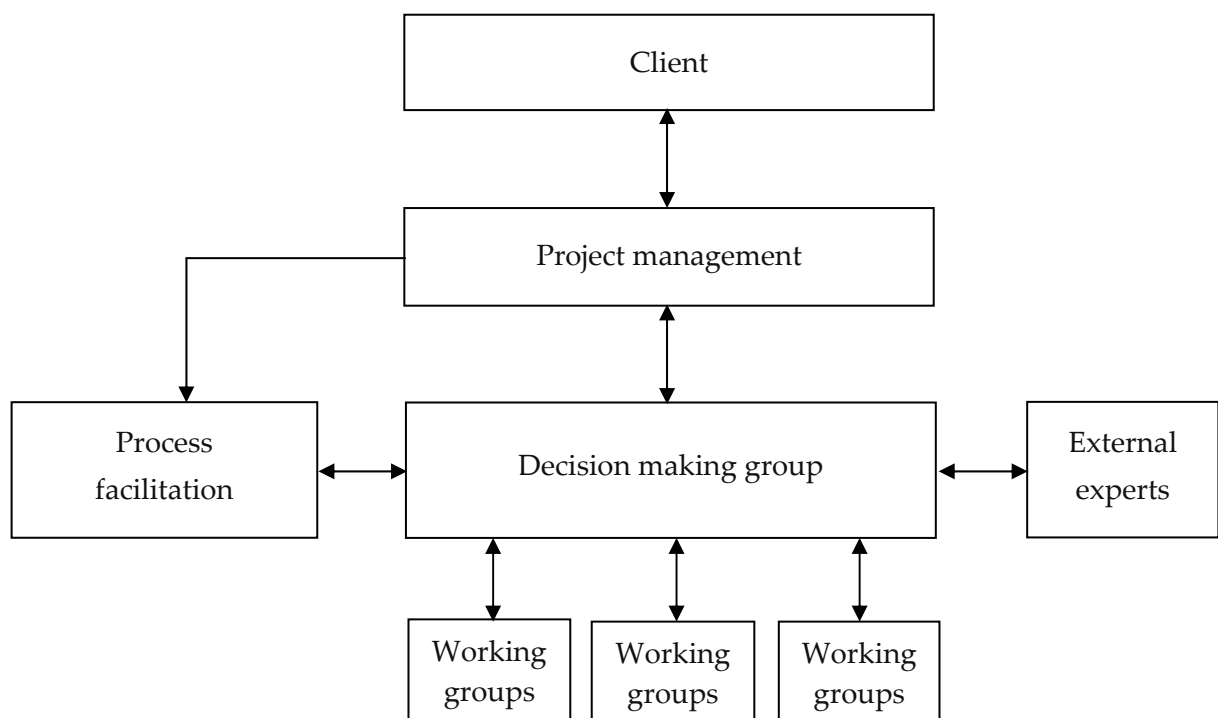 Client
Project management
Process
facilitation
Decision making group
External
experts
Working
groups
Working
groups
Working
groups